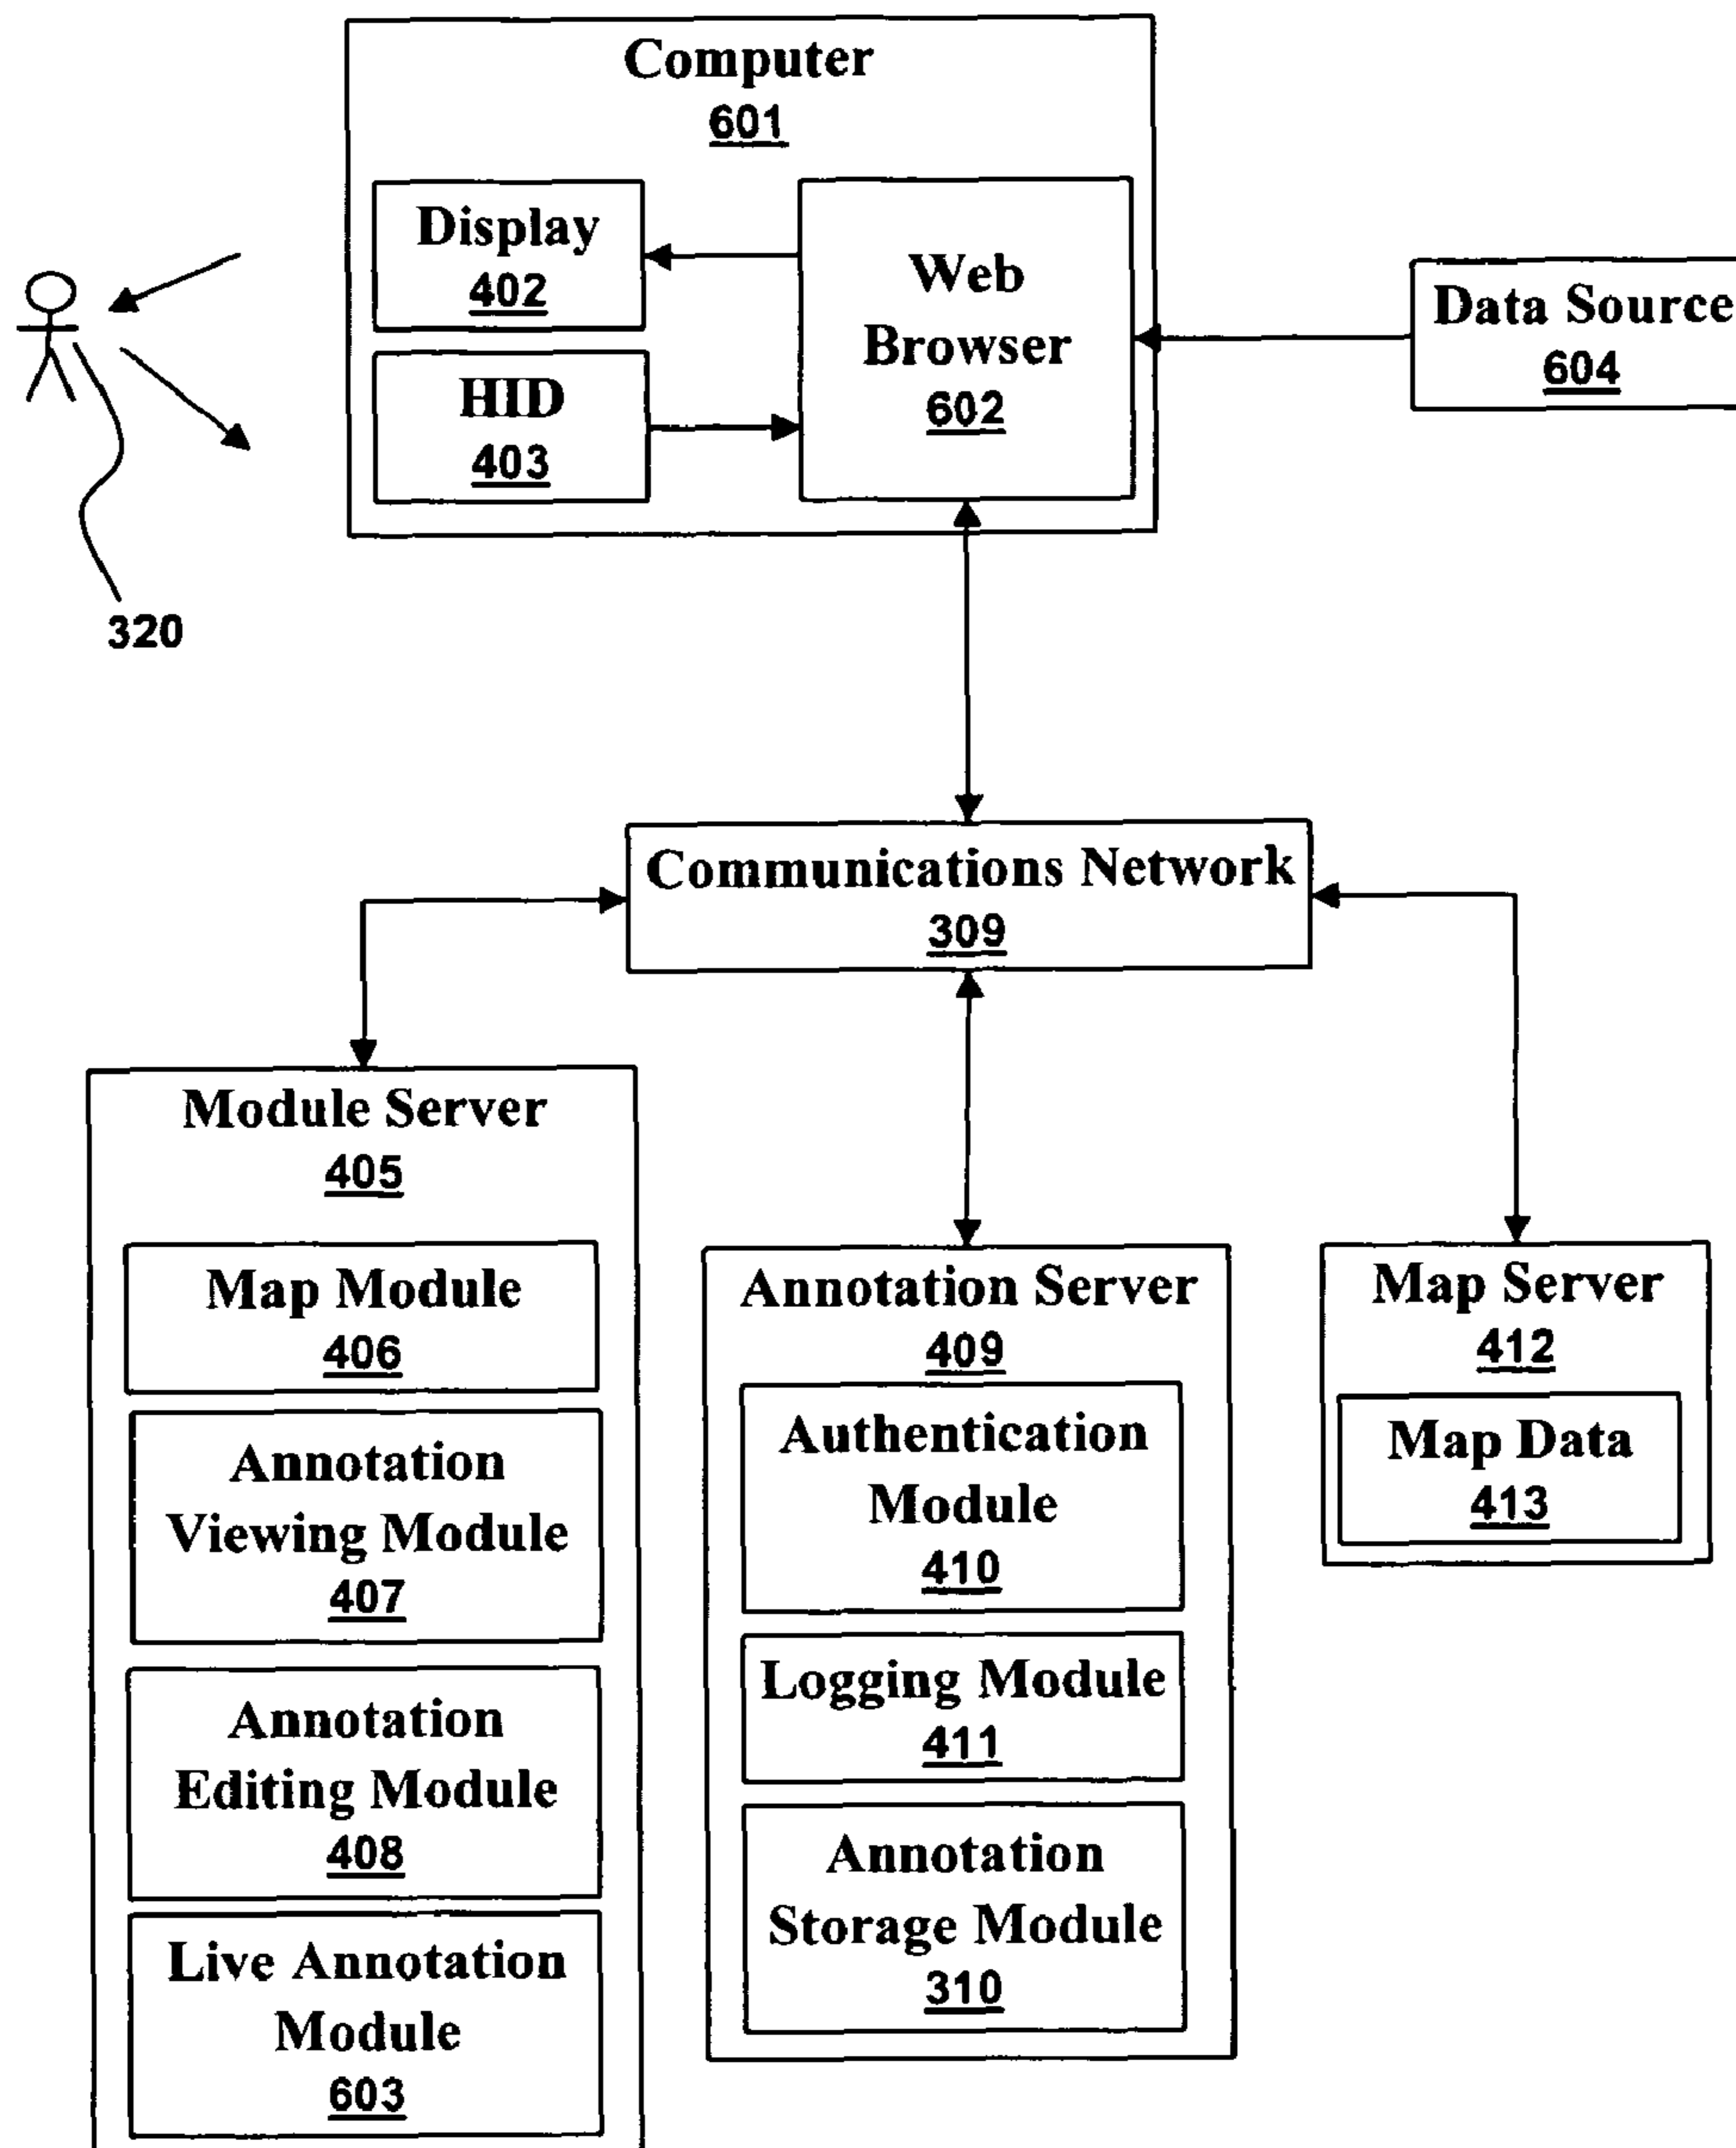 Computer
601
Display
402
HID
403
Web
Browser
602
Data Source
604
320
Communications Network
309
Module Server
405
Map Module
406
Annotation
Viewing Module
407
Annotation
Editing Module
408
Live Annotation
Module
603
Annotation Server
409
Authentication
Module
410
Logging Module
411
Annotation
Storage Module
310
Map Server
412
Map Data
413